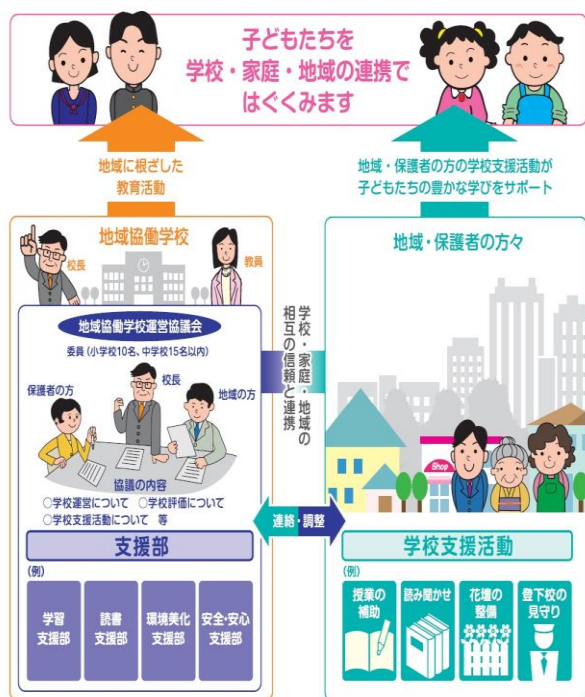 子どもたちを
学校・家庭・地域の連携で
はぐくみます
地域に根ざした
教育活動
地域・保護者の方の学校支援活動が
子どもたちの豊かな学びをサポート
地域協働学校
校長
教員
地域協働学校運営協議会
委員(小学校10名、中学校15名以内)
保護者の方
校長
地域の方
協議の内容
○学校運営について ○学校評価について
○学校支援活動について 等
支援部
(例)
学習
支援部
読書
支援部
環境美化
支援部
安全・安心
支援部
学校・家庭・地域の
相互の信頼と連携
連絡・調整
地域・保護者の方々
Shop
学校支援活動
(例)
授業の
補助
読み聞かせ
花壇の
整備
登下校の
見守り